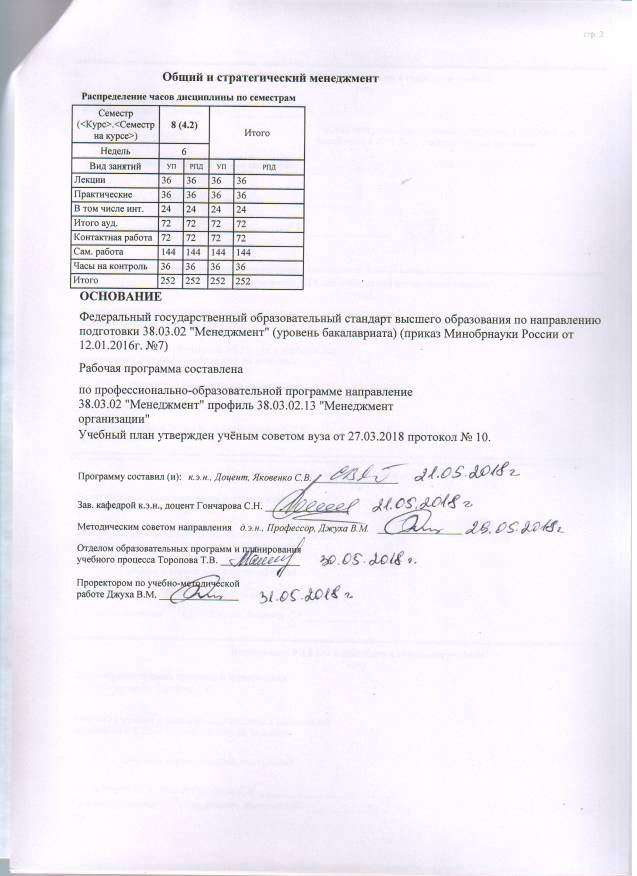 стр. 2
Общий и стратегический менеджмент
Распределение часов дисциплины по семестрам
Семестр (<Курс>.<Семестр на курсе>) 8 (4.2) Итого
Недель 6
Вид занятий УП РПД УП РПД
Лекции 36 36 36 36
Практические 36 36 36 36
В том числе инт. 24 24 24 24
Итого ауд. 72 72 72 72
Контактная работа 72 72 72 72
Сам. работа 144 144 144 144
Часы на контроль 36 36 36 36
Итого 252 252 252 252
ОСНОВАНИЕ
Федеральный государственный образовательный стандарт высшего образования по направлению
подготовки 38.03.02 "Менеджмент" (уровень бакалавриата) (приказ Минобрнауки России от
12.01.2016г. №7)
Рабочая программа составлена
по профессионально-образовательной программе направление
38.03.02 "Менеджмент" профиль 38.03.02.13 "Менеджмент
организации"
Учебный план утвержден учёным советом вуза от 27.03.2018 протокол № 10.
Программу составил (и): к.э.н., Доцент, Яковенко С.В. 21.05.2018 г
Зав. кафедрой к.э.н., доцент Гончарова С.Н. 21.05.2018 г.
Методическим советом направления д.э.н., Профессор, Джуха В.М. 25.05.2018 г
Отделом образовательных программ и планирования
учебного процесса Торопова Т.В. 30.05.2018 г.
Проректором по учебно-методической
работе Джуха В.М. 31.05.2018 г